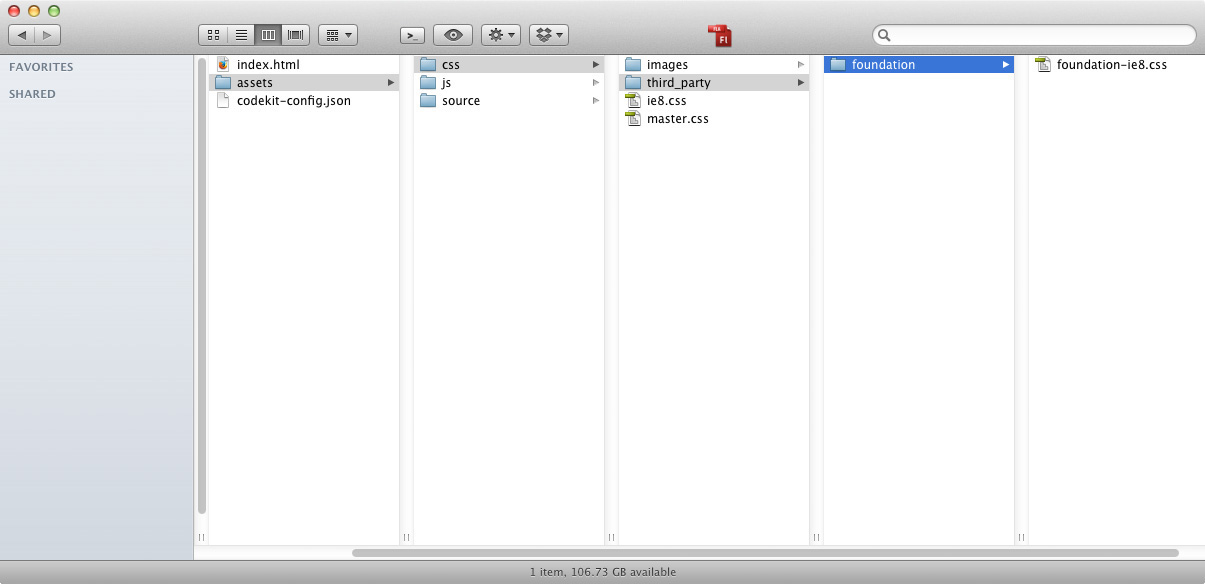 FAVORITES
SHARED
index.html
assets
codekit-config.json
css
js
source
images
third_party
ie8.css
master.css
foundation
foundation-ie8.css
1 item, 106.73 GB available